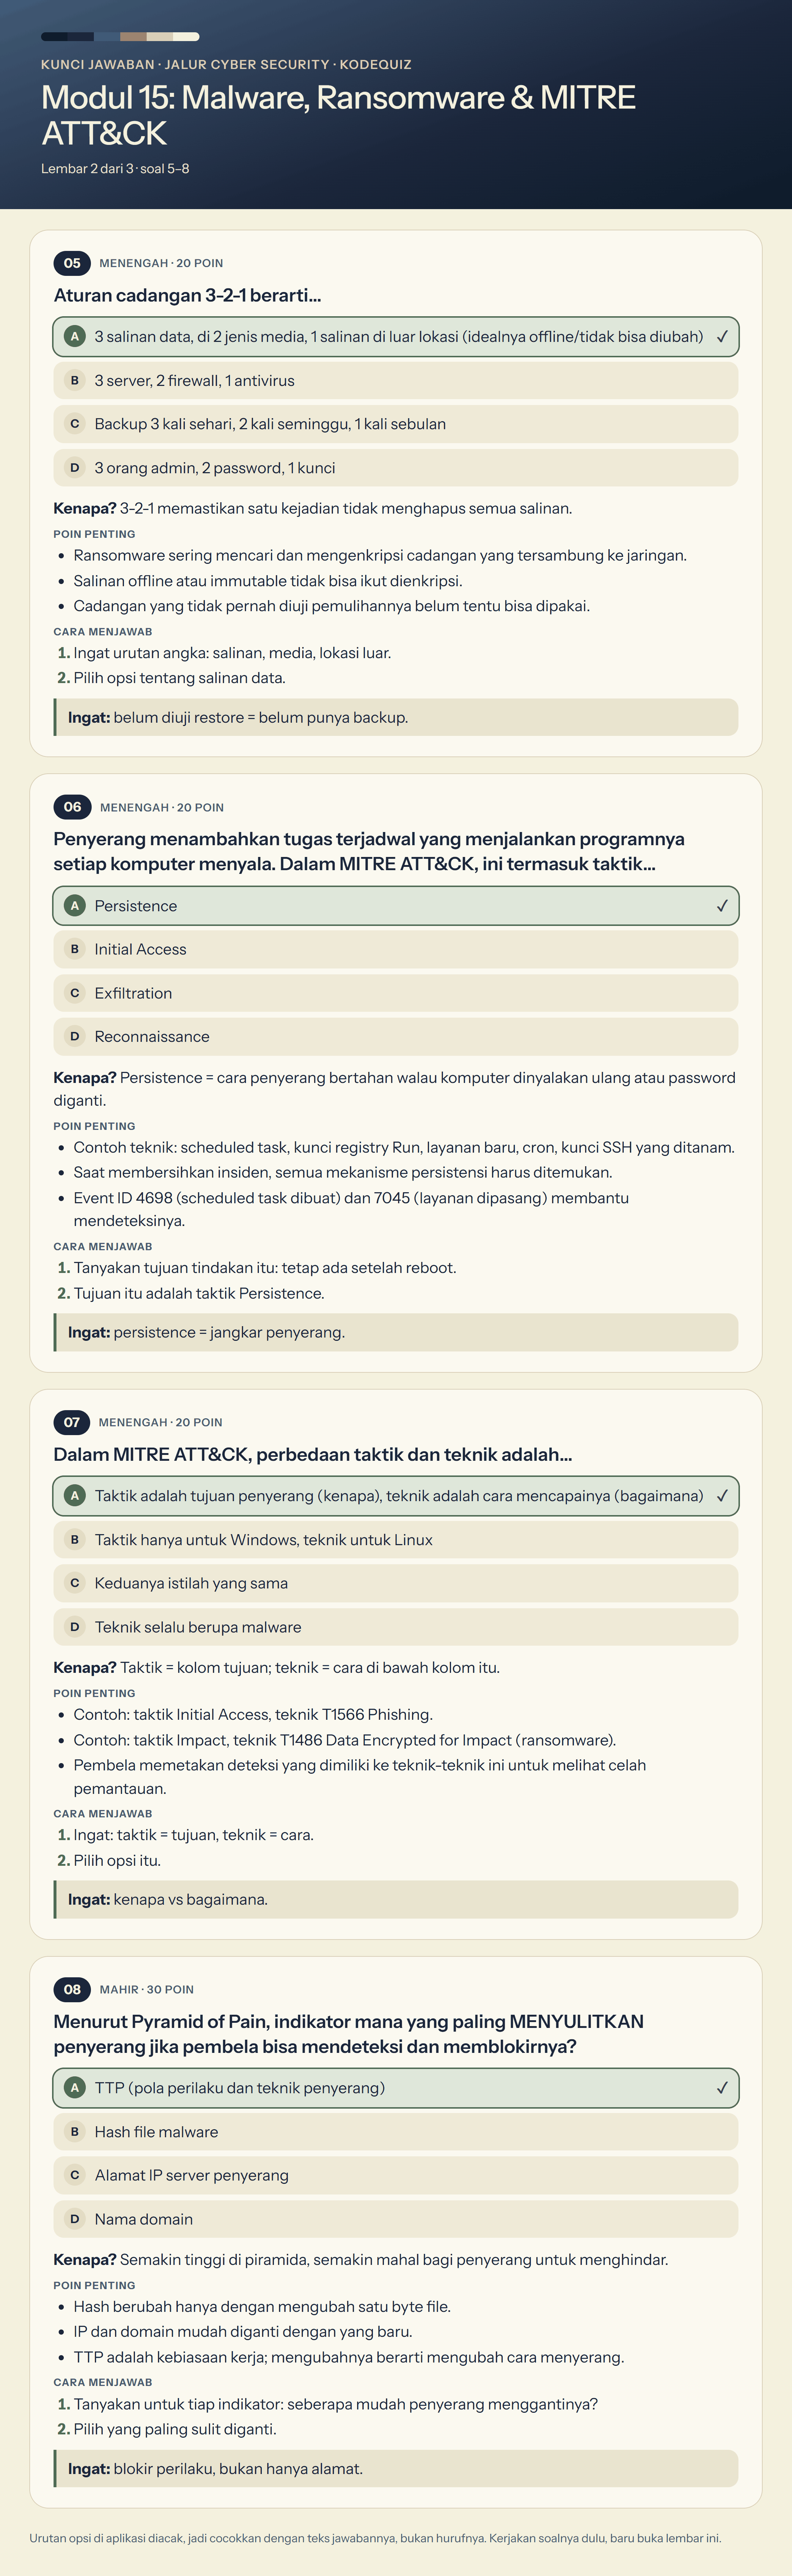 KUNCI JAWABAN · JALUR CYBER SECURITY · KODEQUIZ
Modul 15: Malware, Ransomware & MITRE
ATT&CK
Lembar 2 dari 3 · soal 5–8
05 MENENGAH · 20 POIN
Aturan cadangan 3-2-1 berarti...
A 3 salinan data, di 2 jenis media, 1 salinan di luar lokasi (idealnya offline/tidak bisa diubah) ✓
B 3 server, 2 firewall, 1 antivirus
C Backup 3 kali sehari, 2 kali seminggu, 1 kali sebulan
D 3 orang admin, 2 password, 1 kunci
Kenapa? 3-2-1 memastikan satu kejadian tidak menghapus semua salinan.
POIN PENTING
• Ransomware sering mencari dan mengenkripsi cadangan yang tersambung ke jaringan.
• Salinan offline atau immutable tidak bisa ikut dienkripsi.
• Cadangan yang tidak pernah diuji pemulihannya belum tentu bisa dipakai.
CARA MENJAWAB
1. Ingat urutan angka: salinan, media, lokasi luar.
2. Pilih opsi tentang salinan data.
Ingat: belum diuji restore = belum punya backup.
06 MENENGAH · 20 POIN
Penyerang menambahkan tugas terjadwal yang menjalankan programnya
setiap komputer menyala. Dalam MITRE ATT&CK, ini termasuk taktik...
A Persistence ✓
B Initial Access
C Exfiltration
D Reconnaissance
Kenapa? Persistence = cara penyerang bertahan walau komputer dinyalakan ulang atau password
diganti.
POIN PENTING
• Contoh teknik: scheduled task, kunci registry Run, layanan baru, cron, kunci SSH yang ditanam.
• Saat membersihkan insiden, semua mekanisme persistensi harus ditemukan.
• Event ID 4698 (scheduled task dibuat) dan 7045 (layanan dipasang) membantu
mendeteksinya.
CARA MENJAWAB
1. Tanyakan tujuan tindakan itu: tetap ada setelah reboot.
2. Tujuan itu adalah taktik Persistence.
Ingat: persistence = jangkar penyerang.
07 MENENGAH · 20 POIN
Dalam MITRE ATT&CK, perbedaan taktik dan teknik adalah...
A Taktik adalah tujuan penyerang (kenapa), teknik adalah cara mencapainya (bagaimana) ✓
B Taktik hanya untuk Windows, teknik untuk Linux
C Keduanya istilah yang sama
D Teknik selalu berupa malware
Kenapa? Taktik = kolom tujuan; teknik = cara di bawah kolom itu.
POIN PENTING
• Contoh: taktik Initial Access, teknik T1566 Phishing.
• Contoh: taktik Impact, teknik T1486 Data Encrypted for Impact (ransomware).
• Pembela memetakan deteksi yang dimiliki ke teknik-teknik ini untuk melihat celah
pemantauan.
CARA MENJAWAB
1. Ingat: taktik = tujuan, teknik = cara.
2. Pilih opsi itu.
Ingat: kenapa vs bagaimana.
08 MAHIR · 30 POIN
Menurut Pyramid of Pain, indikator mana yang paling MENYULITKAN
penyerang jika pembela bisa mendeteksi dan memblokirnya?
A TTP (pola perilaku dan teknik penyerang) ✓
B Hash file malware
C Alamat IP server penyerang
D Nama domain
Kenapa? Semakin tinggi di piramida, semakin mahal bagi penyerang untuk menghindar.
POIN PENTING
• Hash berubah hanya dengan mengubah satu byte file.
• IP dan domain mudah diganti dengan yang baru.
• TTP adalah kebiasaan kerja; mengubahnya berarti mengubah cara menyerang.
CARA MENJAWAB
1. Tanyakan untuk tiap indikator: seberapa mudah penyerang menggantinya?
2. Pilih yang paling sulit diganti.
Ingat: blokir perilaku, bukan hanya alamat.
Urutan opsi di aplikasi diacak, jadi cocokkan dengan teks jawabannya, bukan hurufnya. Kerjakan soalnya dulu, baru buka lembar ini.